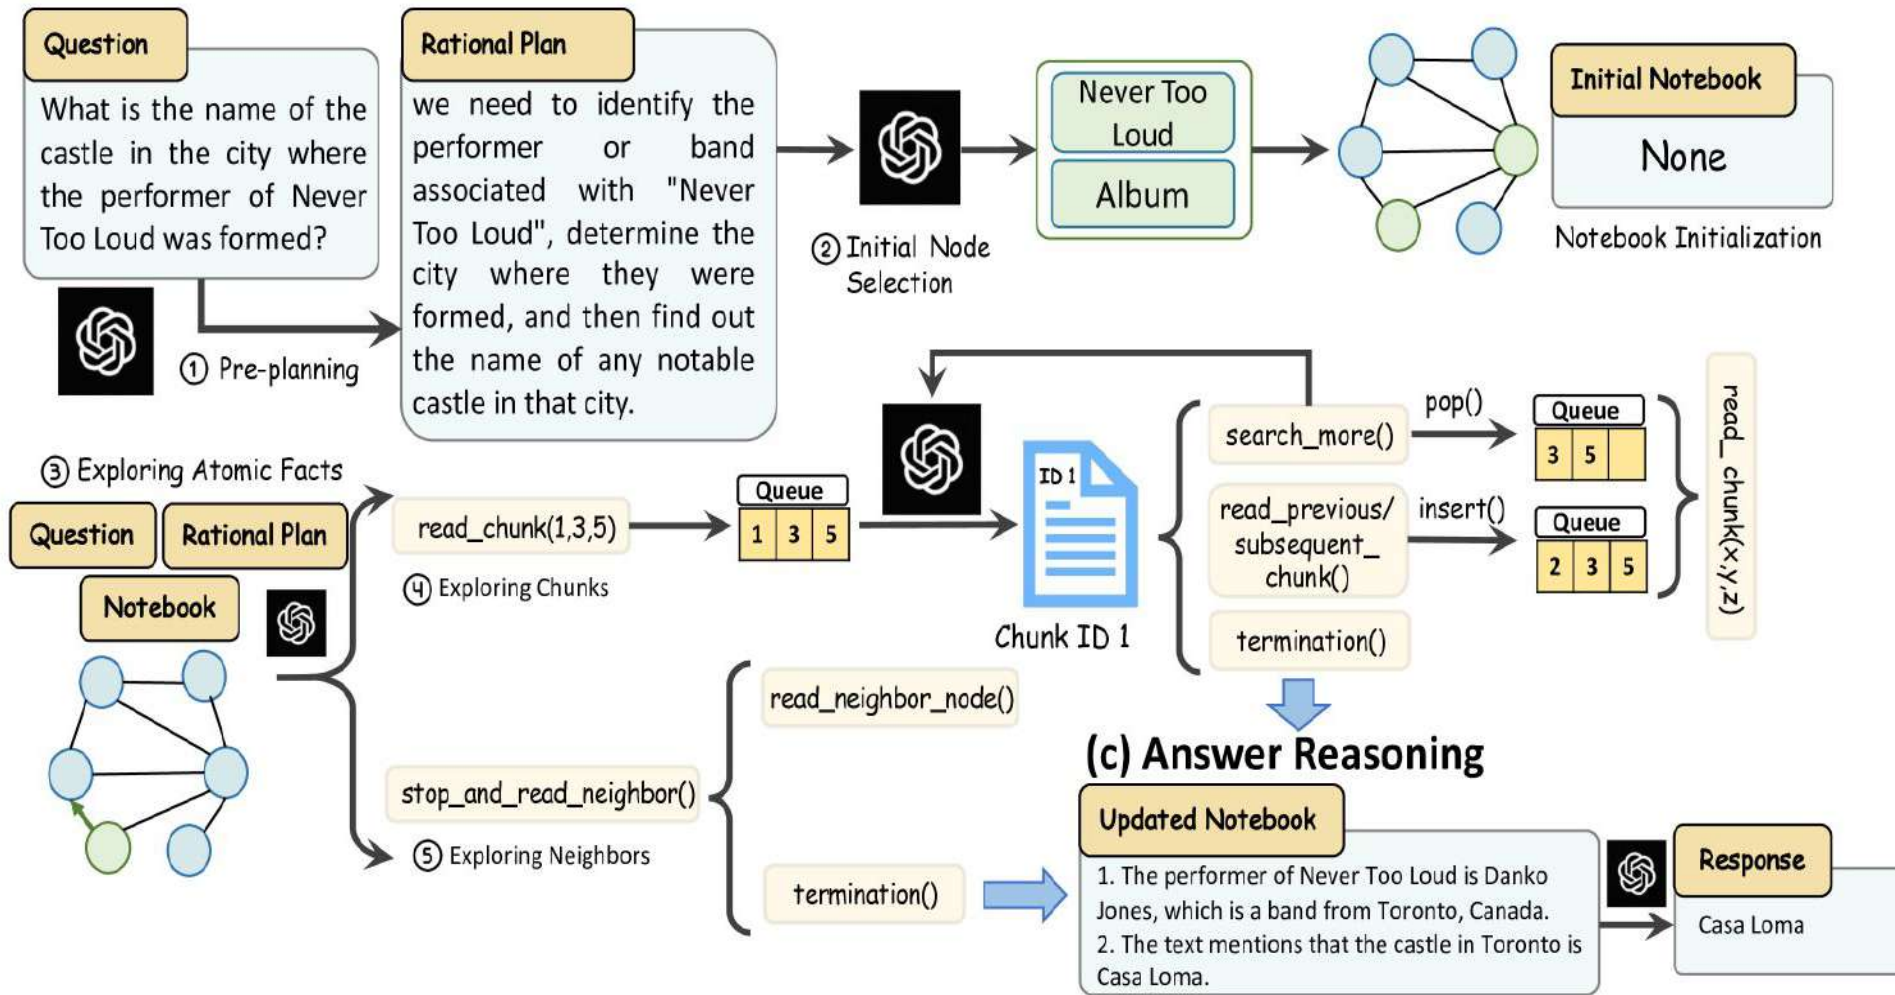 Question
What is the name of the
castle in the city where
the performer of Never
Too Loud was formed?
① Pre-planning
Rational Plan
we need to identify the
performer or band
associated with "Never
Too Loud", determine the
city where they were
formed, and then find out
the name of any notable
castle in that city.
② Initial Node
Selection
Never Too
Loud
Album
Initial Notebook
None
Notebook Initialization
③ Exploring Atomic Facts
Question
Rational Plan
Notebook
read_chunk(1,3,5)
④ Exploring Chunks
Queue
1 3 5
ID 1
Chunk ID 1
search_more()
pop()
Queue
3 5
read_previous/
subsequent_
chunk()
insert()
Queue
2 3 5
termination()
read_chunk(x,y,z)
stop_and_read_neighbor()
⑤ Exploring Neighbors
read_neighbor_node()
termination()
(c) Answer Reasoning
Updated Notebook
1. The performer of Never Too Loud is Danko
Jones, which is a band from Toronto, Canada.
2. The text mentions that the castle in Toronto is
Casa Loma.
Response
Casa Loma